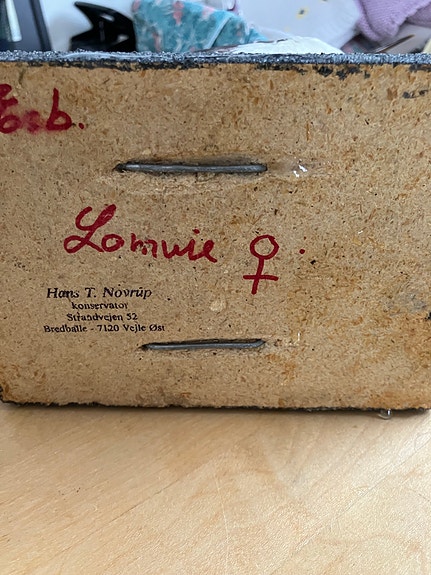 Lomvie ♀.
Hans T. Novrup
konservator
Strandvejen 52
Bredballe - 7120 Vejle Øst